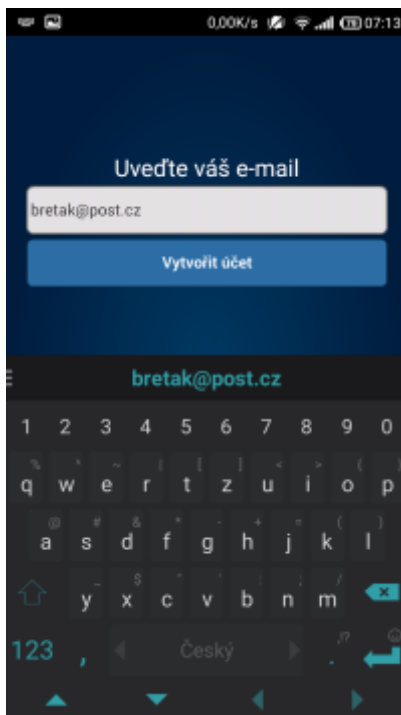 0,00K/s 79 07:13
Uveďte váš e-mail
bretak@post.cz
Vytvořit účet
bretak@post.cz
1 2 3 4 5 6 7 8 9 0
q w e r t z u i o p
a s d f g h j k l
y x c v b n m
123 , Český .